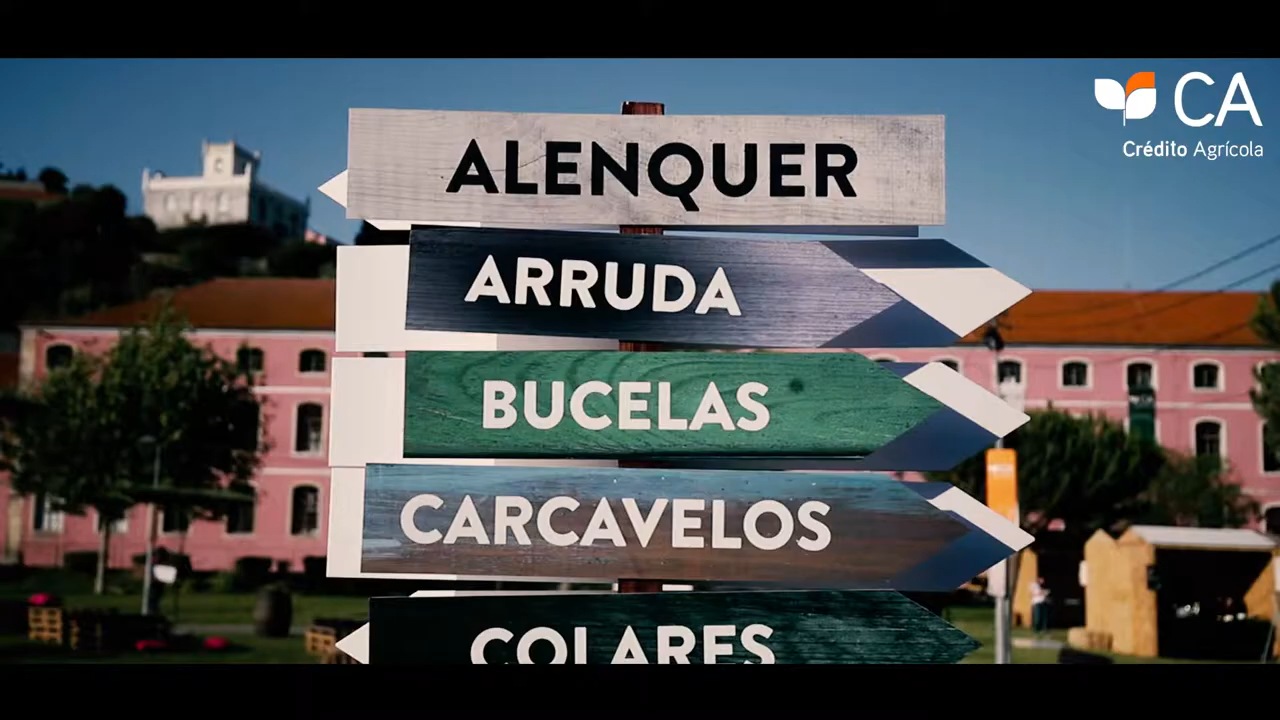 CA
Crédito Agrícola
ALENQUER
ARRUDA
BUCELAS
CARCAVELOS
COLARES